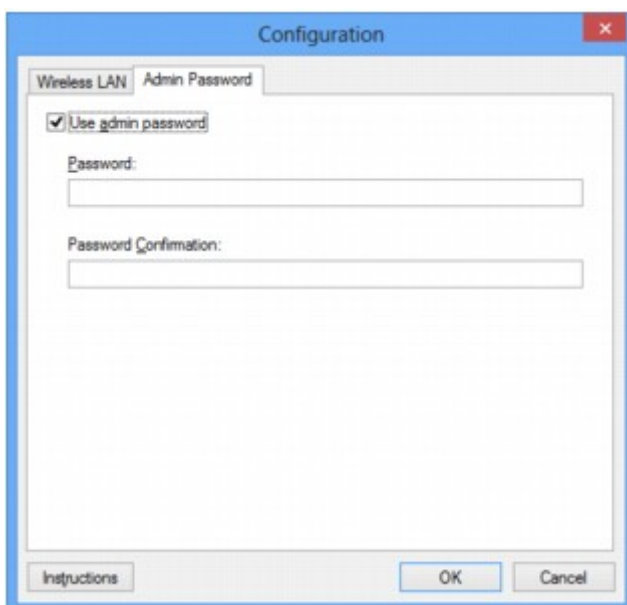 Configuration
Wireless LAN Admin Password
Use admin password
Password:
Password Confirmation:
Instructions OK Cancel